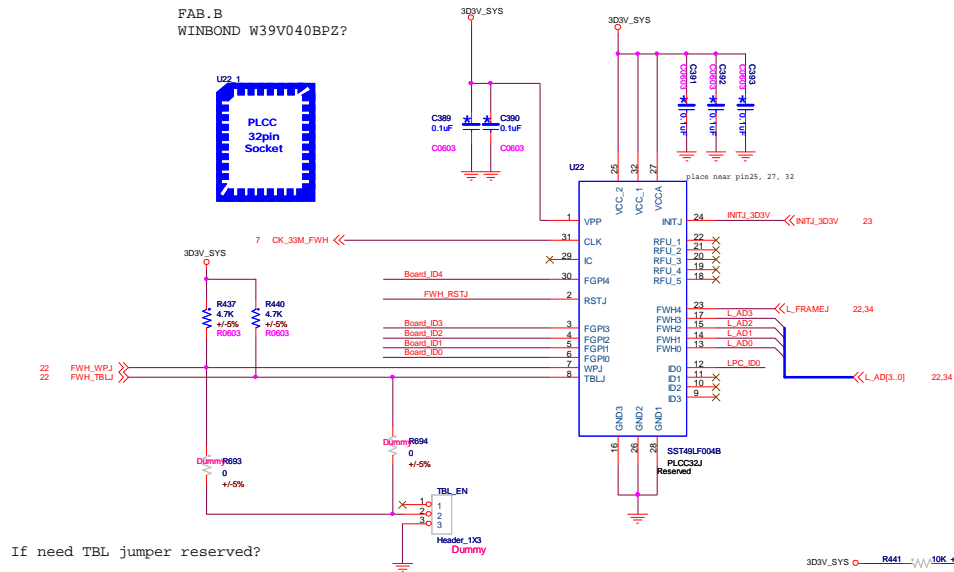 FAB.B
WINBOND W39V040BPZ?
3D3V_SYS
3D3V_SYS
U22_1
PLCC
32pin
Socket
C389
0.1uF
C0603
C390
0.1uF
C0603
C391
C0603
0.1uF
C392
C0603
0.1uF
C393
C0603
0.1uF
place near pin25, 27, 32
U22
25
32
27
VCC_2
VCC_1
VCCA
1
VPP
INITJ
24
INITJ_3D3V
INITJ_3D3V
23
7
CK_33M_FWH
31
CLK
RFU_1
22
RFU_2
21
RFU_3
20
RFU_4
19
RFU_5
18
29
IC
3D3V_SYS
Board_ID4
30
FGPI4
FWH_RSTJ
2
RSTJ
R437
4.7K
+/-5%
R0603
R440
4.7K
+/-5%
R0603
FWH4
23
L_FRAMEJ
22,34
FWH3
17
L_AD3
FWH2
15
L_AD2
FWH1
14
L_AD1
FWH0
13
L_AD0
Board_ID3
3
FGPI3
Board_ID2
4
FGPI2
Board_ID1
5
FGPI1
Board_ID0
6
FGPI0
22
FWH_WPJ
7
WPJ
22
FWH_TBLJ
8
TBLJ
ID0
12
LPC_ID0
ID1
11
ID2
10
ID3
9
L_AD[3..0]
22,34
GND3
GND2
GND1
16
26
28
SST49LF004B
PLCC32J
Reserved
Dummy
R694
0
+/-5%
Dummy
R693
0
+/-5%
TBL_EN
1
2
3
1
2
3
Header_1X3
Dummy
If need TBL jumper reserved?
3D3V_SYS
R441
10K